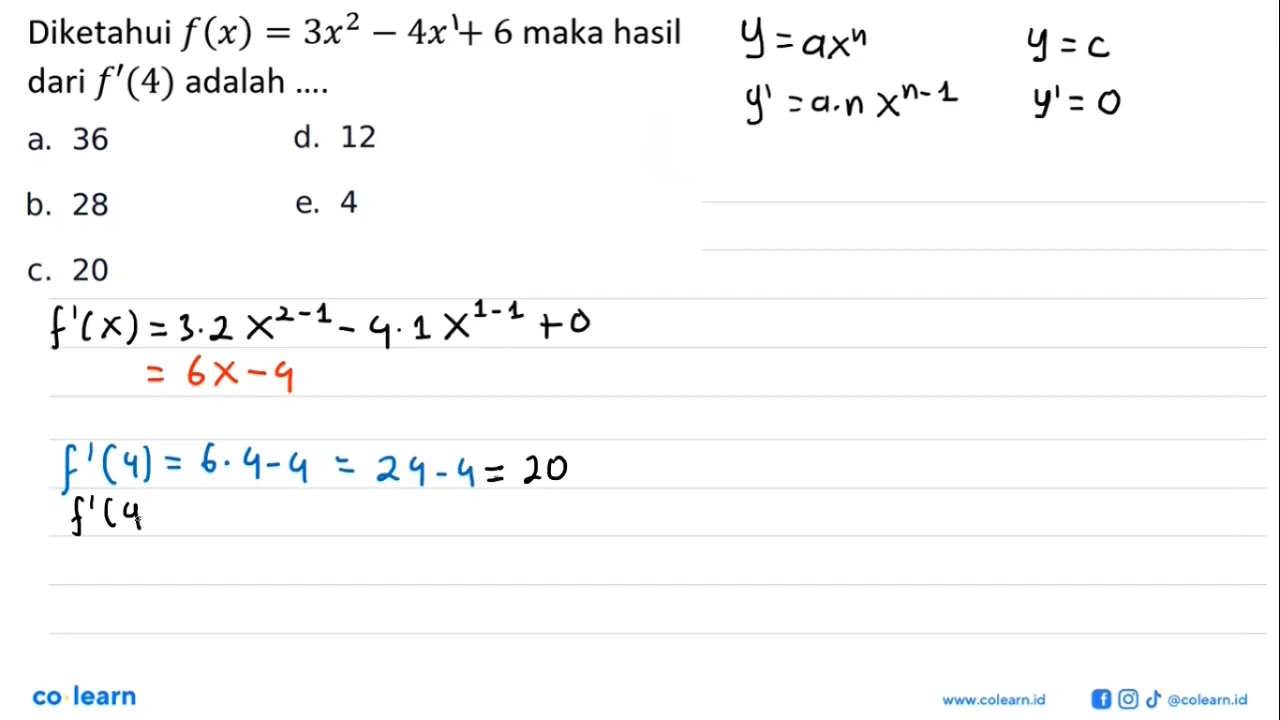 Diketahui f(x) = 3x² − 4x¹ + 6 maka hasil
dari f′(4) adalah ....
a. 36
d. 12
b. 28
e. 4
c. 20
y = axⁿ
y = c
y' = a·n xⁿ⁻¹
y' = 0
f'(x) = 3·2 x²⁻¹ − 4·1 x¹⁻¹ + 0
= 6x − 4
f'(4) = 6·4 − 4 = 24 − 4 = 20
f'(4
co·learn
www.colearn.id
@colearn.id